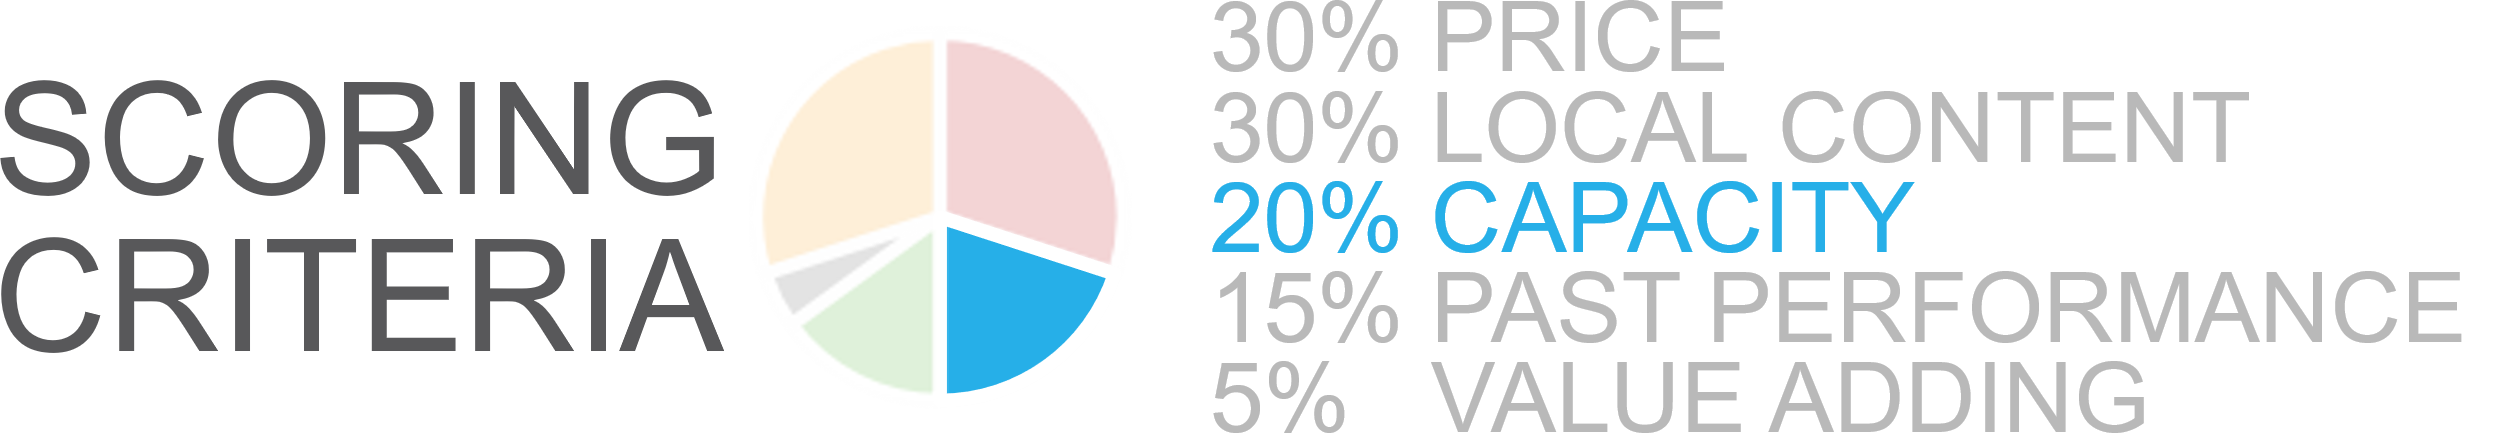 SCORING
CRITERIA
30% PRICE
30% LOCAL CONTENT
20% CAPACITY
15% PAST PERFORMANCE
5% VALUE ADDING